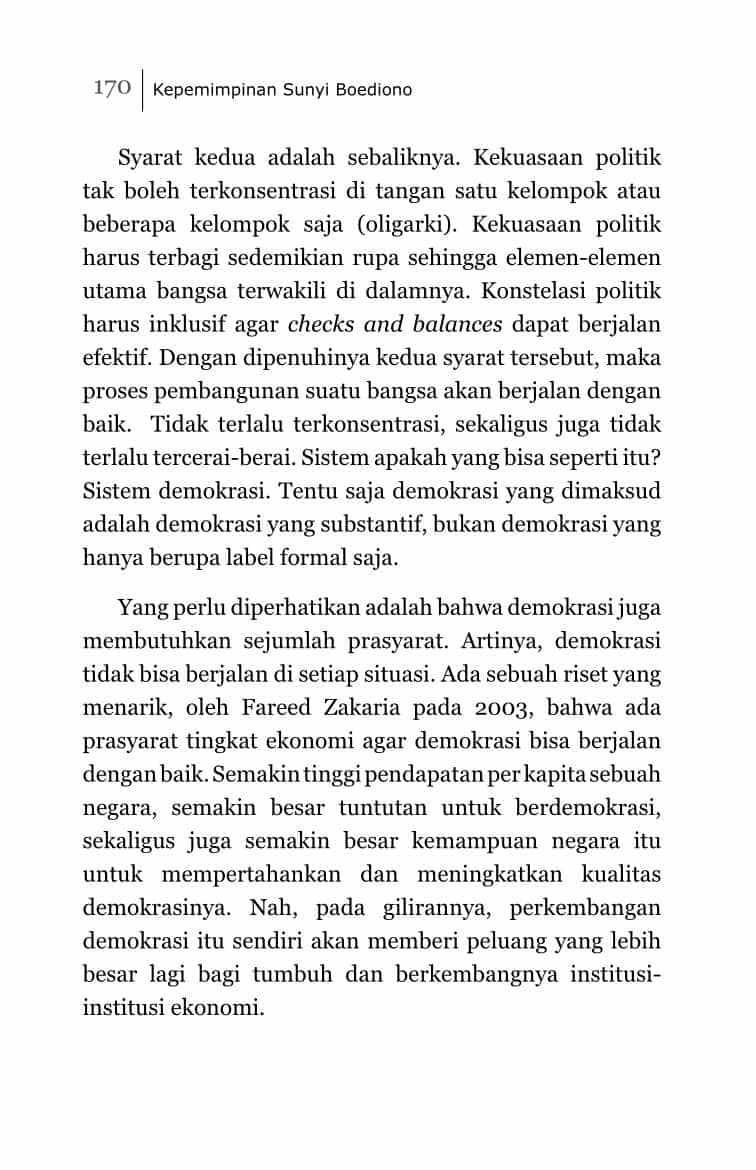 170 Kepemimpinan Sunyi Boediono
Syarat kedua adalah sebaliknya. Kekuasaan politik
tak boleh terkonsentrasi di tangan satu kelompok atau
beberapa kelompok saja (oligarki). Kekuasaan politik
harus terbagi sedemikian rupa sehingga elemen-elemen
utama bangsa terwakili di dalamnya. Konstelasi politik
harus inklusif agar checks and balances dapat berjalan
efektif. Dengan dipenuhinya kedua syarat tersebut, maka
proses pembangunan suatu bangsa akan berjalan dengan
baik.  Tidak terlalu terkonsentrasi, sekaligus juga tidak
terlalu tercerai-berai. Sistem apakah yang bisa seperti itu?
Sistem demokrasi. Tentu saja demokrasi yang dimaksud
adalah demokrasi yang substantif, bukan demokrasi yang
hanya berupa label formal saja.
Yang perlu diperhatikan adalah bahwa demokrasi juga
membutuhkan sejumlah prasyarat. Artinya, demokrasi
tidak bisa berjalan di setiap situasi. Ada sebuah riset yang
menarik, oleh Fareed Zakaria pada 2003, bahwa ada
prasyarat tingkat ekonomi agar demokrasi bisa berjalan
dengan baik. Semakin tinggi pendapatan per kapita sebuah
negara, semakin besar tuntutan untuk berdemokrasi,
sekaligus juga semakin besar kemampuan negara itu
untuk mempertahankan dan meningkatkan kualitas
demokrasinya. Nah, pada gilirannya, perkembangan
demokrasi itu sendiri akan memberi peluang yang lebih
besar lagi bagi tumbuh dan berkembangnya institusi-
institusi ekonomi.